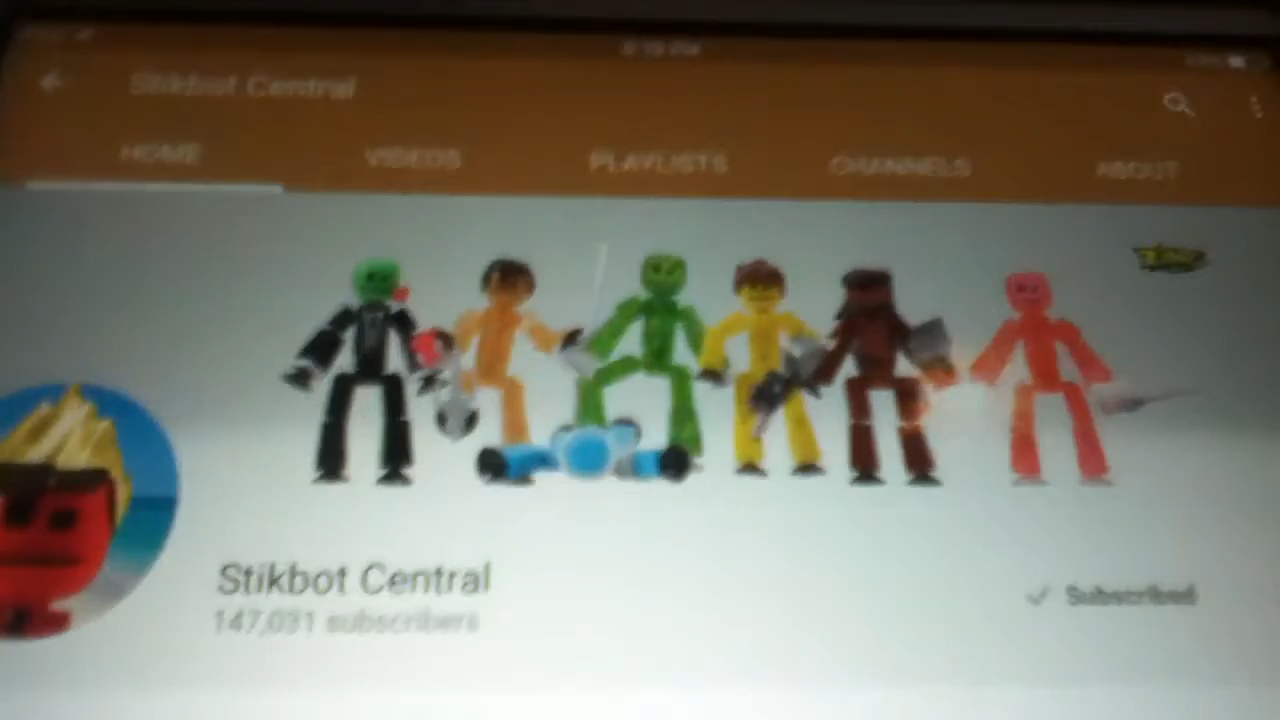 Stikbot Central
HOME VIDEOS PLAYLISTS CHANNELS ABOUT
Stikbot Central
147,031 subscribers
Subscribed